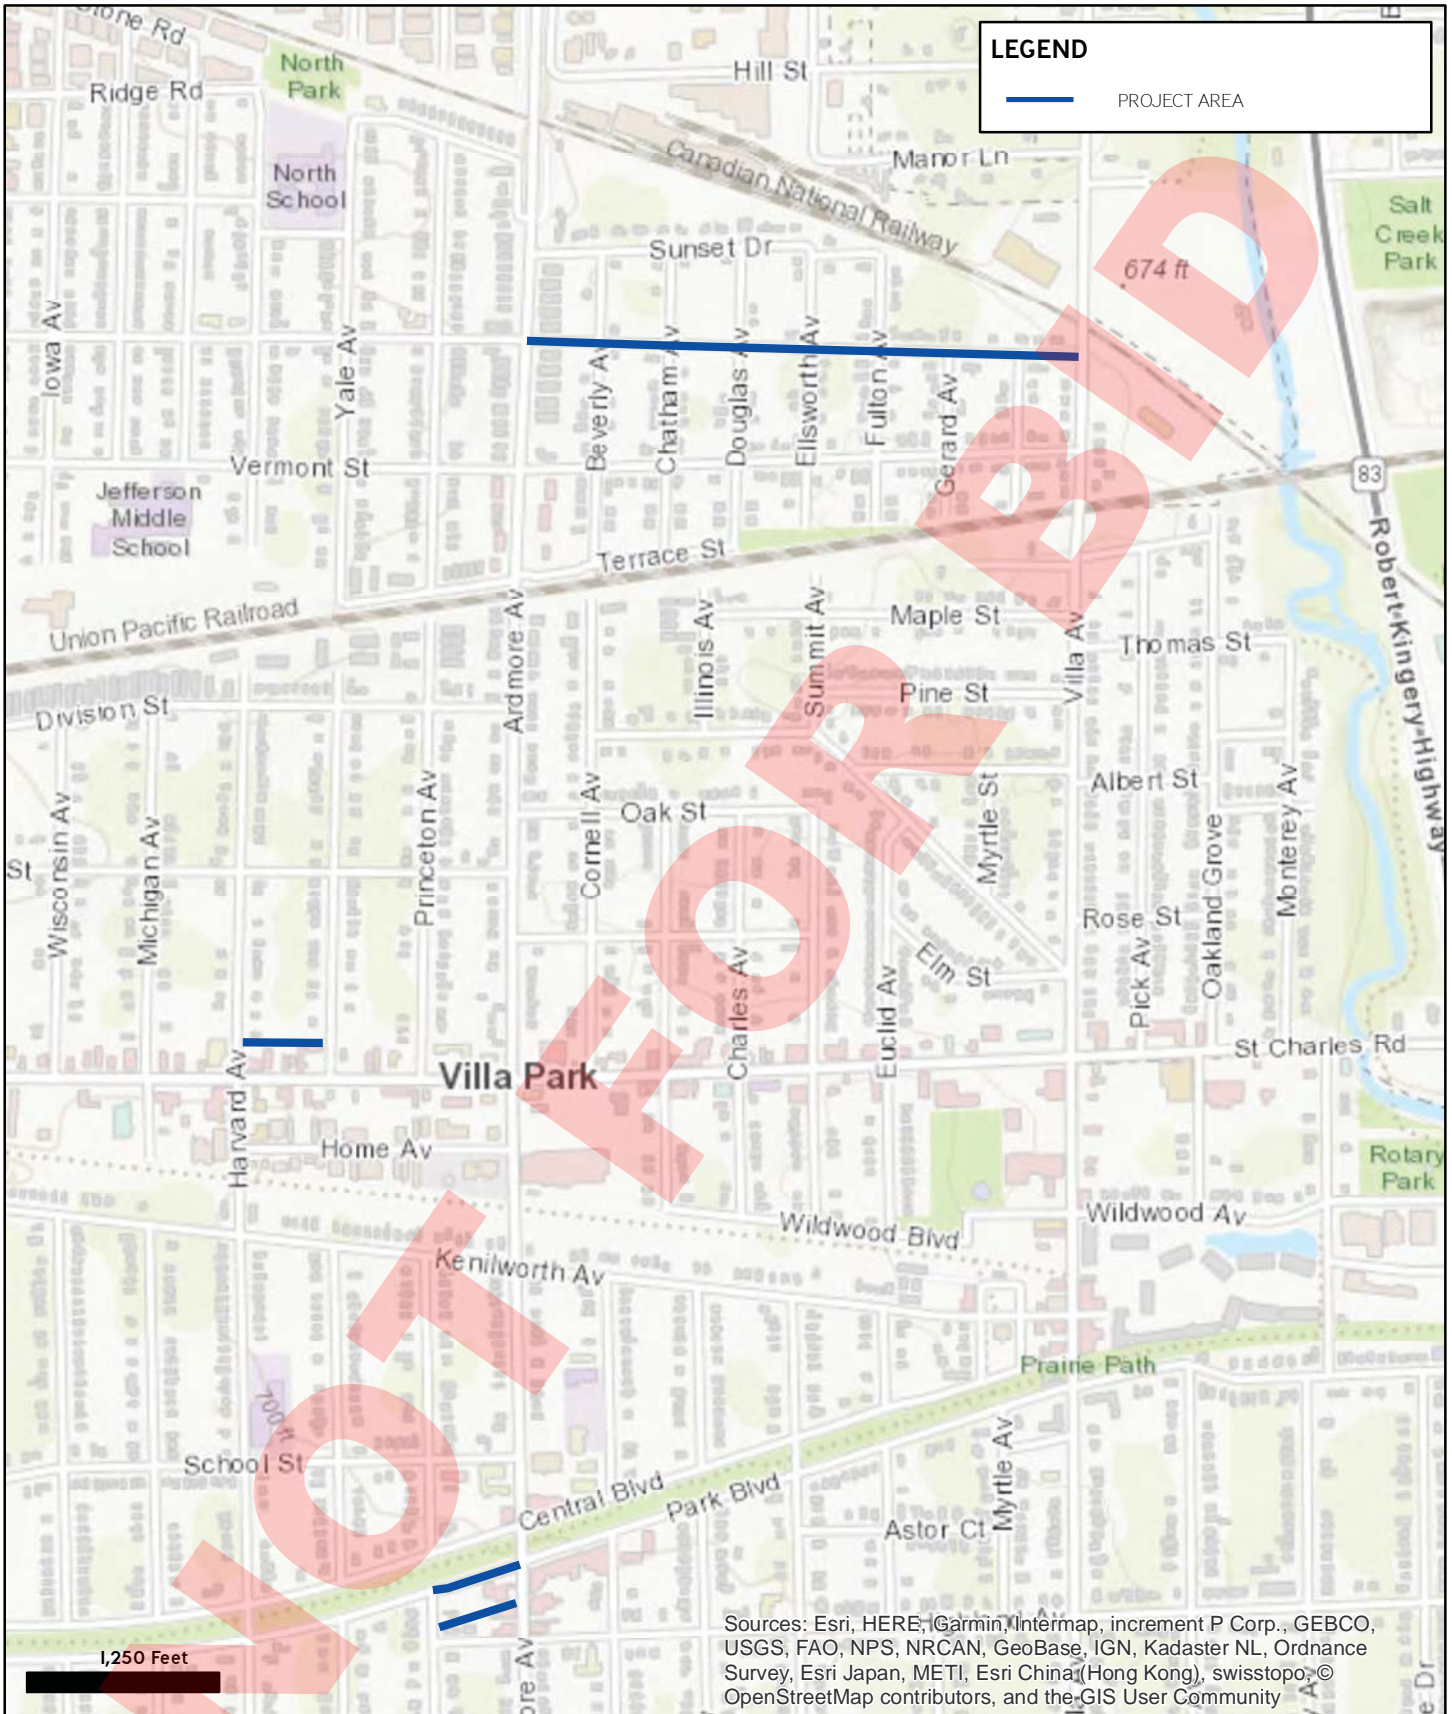 Stone Rd
Ridge Rd
North
Park
Hill St
LEGEND
PROJECT AREA
North
School
Canadian National Railway
Manor Ln
Salt
Creek
Park
Sunset Dr
674 ft
Iowa Av
Yale Av
Beverly Av
Chatham Av
Douglas Av
Ellsworth Av
Fulton Av
Gerard Av
Vermont St
83
Jefferson
Middle
School
Terrace St
Union Pacific Railroad
Robert Kingery Highway
Ardmore Av
Illinois Av
Summit Av
Maple St
Villa Av
Thomas St
Division St
Pine St
Wisconsin Av
Michigan Av
Princeton Av
Cornell Av
Oak St
Myrtle St
Albert St
Oakland Grove
Monterey Av
St
Rose St
Pick Av
Elm St
Charles Av
Euclid Av
Harvard Av
St Charles Rd
Villa Park
Home Av
Rotary
Park
Wildwood Blvd
Wildwood Av
Kenilworth Av
Prairie Path
700 ft
School St
Central Blvd
Park Blvd
Myrtle Av
Astor Ct
NOT FOR BID
1,250 Feet
ore Av
Sources: Esri, HERE, Garmin, Intermap, increment P Corp., GEBCO,
USGS, FAO, NPS, NRCAN, GeoBase, IGN, Kadaster NL, Ordnance
Survey, Esri Japan, METI, Esri China (Hong Kong), swisstopo, ©
OpenStreetMap contributors, and the GIS User Community
e Dr